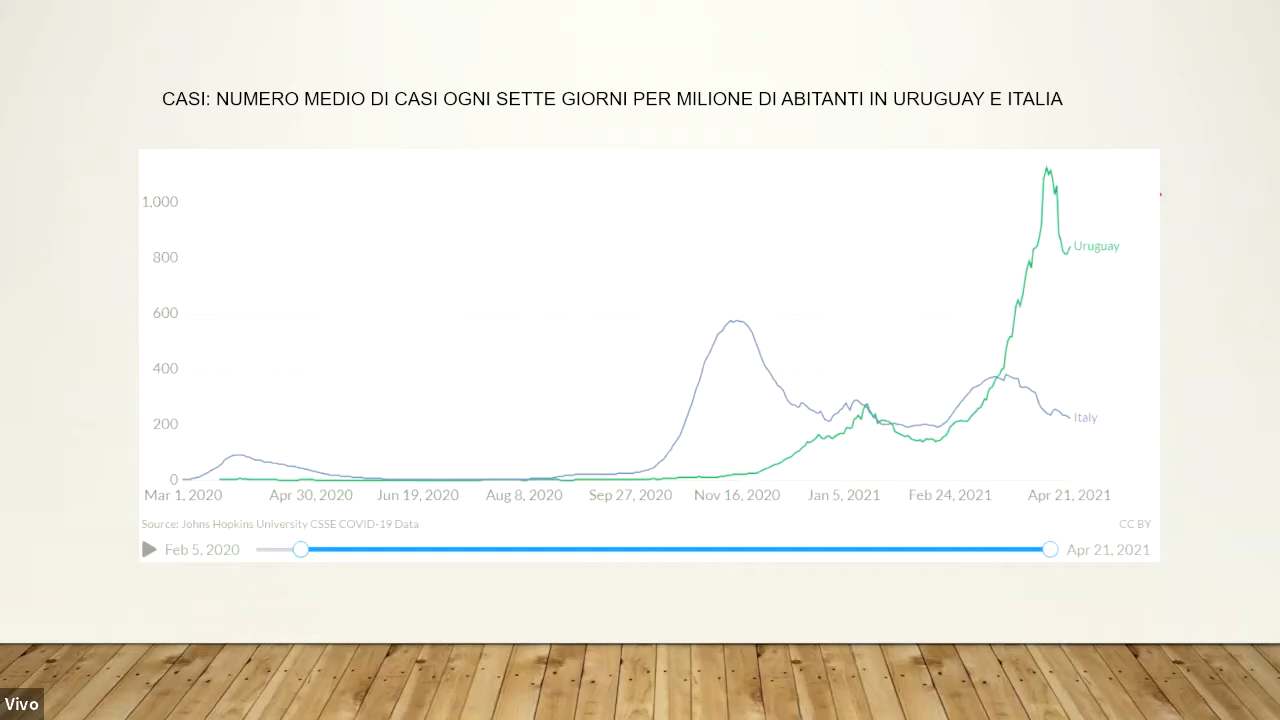 CASI: NUMERO MEDIO DI CASI OGNI SETTE GIORNI PER MILIONE DI ABITANTI IN URUGUAY E ITALIA
1,000
800
600
400
200
0
Uruguay
Italy
Mar 1, 2020
Apr 30, 2020
Jun 19, 2020
Aug 8, 2020
Sep 27, 2020
Nov 16, 2020
Jan 5, 2021
Feb 24, 2021
Apr 21, 2021
Source: Johns Hopkins University CSSE COVID-19 Data
CC BY
Feb 5, 2020
Apr 21, 2021
Vivo